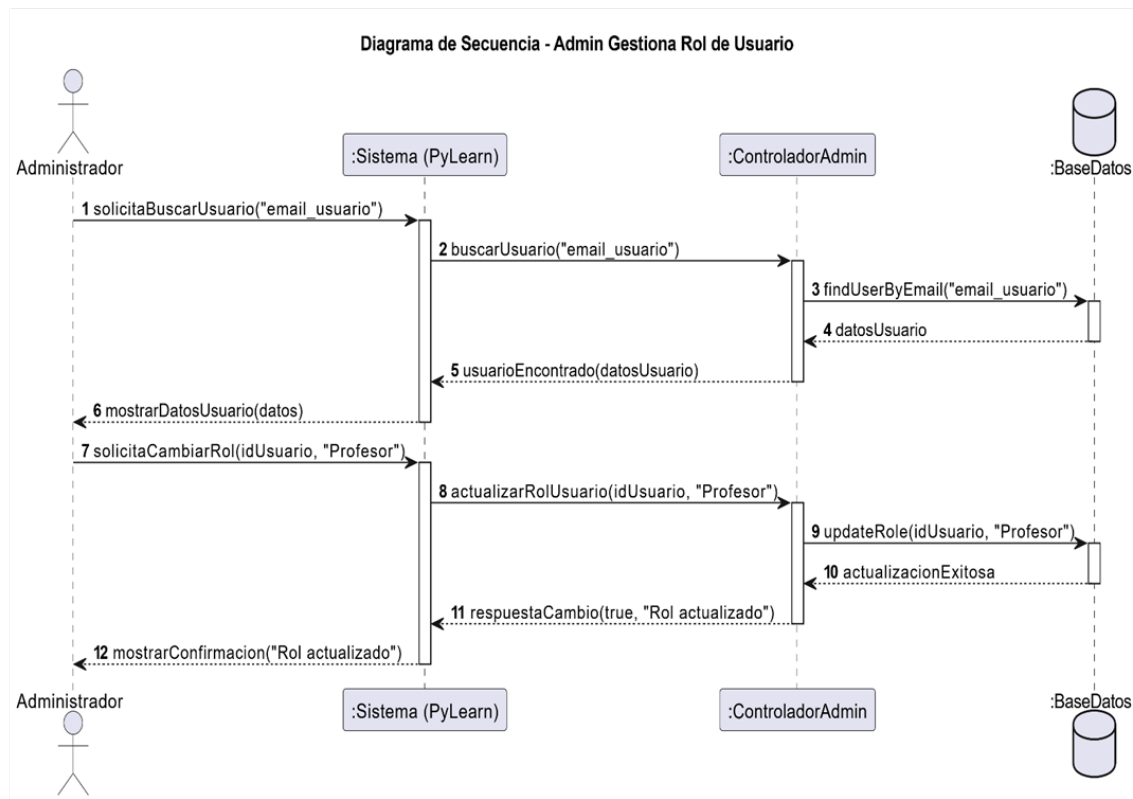 Diagrama de Secuencia - Admin Gestiona Rol de Usuario
Administrador
:Sistema (PyLearn)
:ControladorAdmin
:BaseDatos
1 solicitaBuscarUsuario("email_usuario")
2 buscarUsuario("email_usuario")
3 findUserByEmail("email_usuario")
4 datosUsuario
5 usuarioEncontrado(datosUsuario)
6 mostrarDatosUsuario(datos)
7 solicitaCambiarRol(idUsuario, "Profesor")
8 actualizarRolUsuario(idUsuario, "Profesor")
9 updateRole(idUsuario, "Profesor")
10 actualizacionExitosa
11 respuestaCambio(true, "Rol actualizado")
12 mostrarConfirmacion("Rol actualizado")
Administrador
:Sistema (PyLearn)
:ControladorAdmin
:BaseDatos